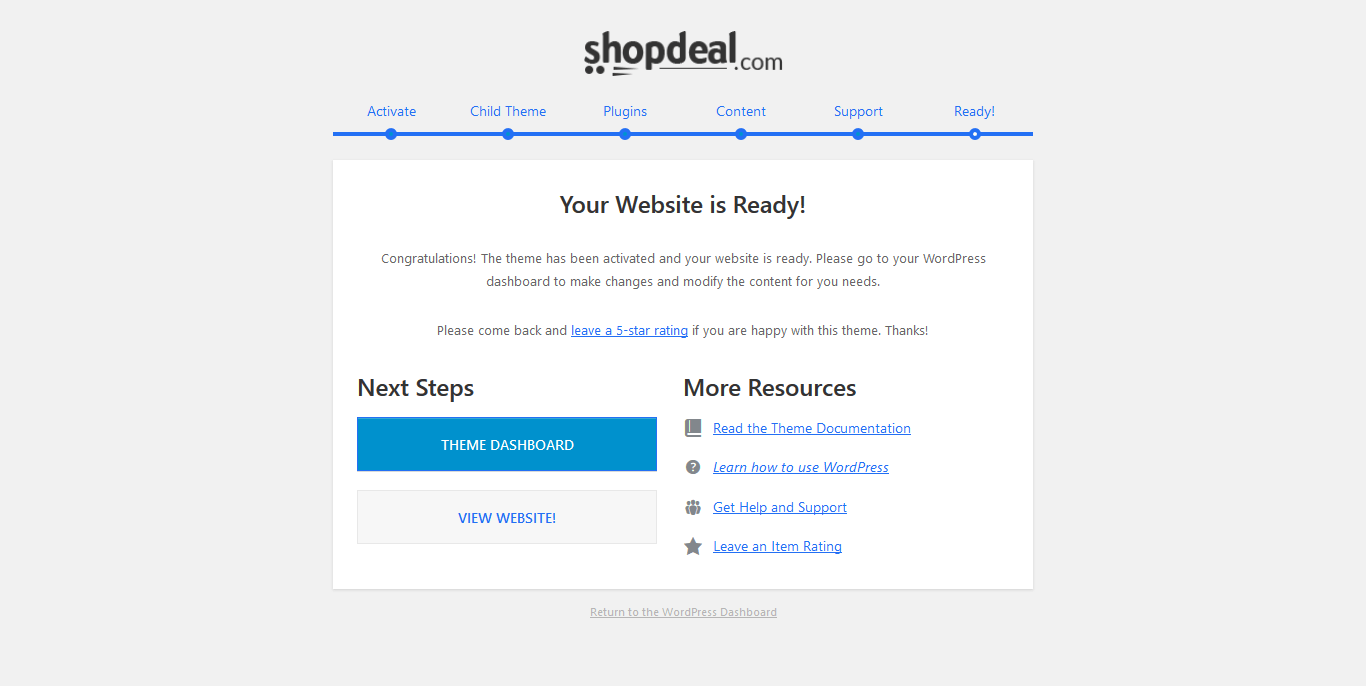 shopdeal.com
Activate
Child Theme
Plugins
Content
Support
Ready!
Your Website is Ready!
Congratulations! The theme has been activated and your website is ready. Please go to your WordPress
dashboard to make changes and modify the content for you needs.
Please come back and leave a 5-star rating if you are happy with this theme. Thanks!
Next Steps
THEME DASHBOARD
VIEW WEBSITE!
More Resources
Read the Theme Documentation
Learn how to use WordPress
Get Help and Support
Leave an Item Rating
Return to the WordPress Dashboard